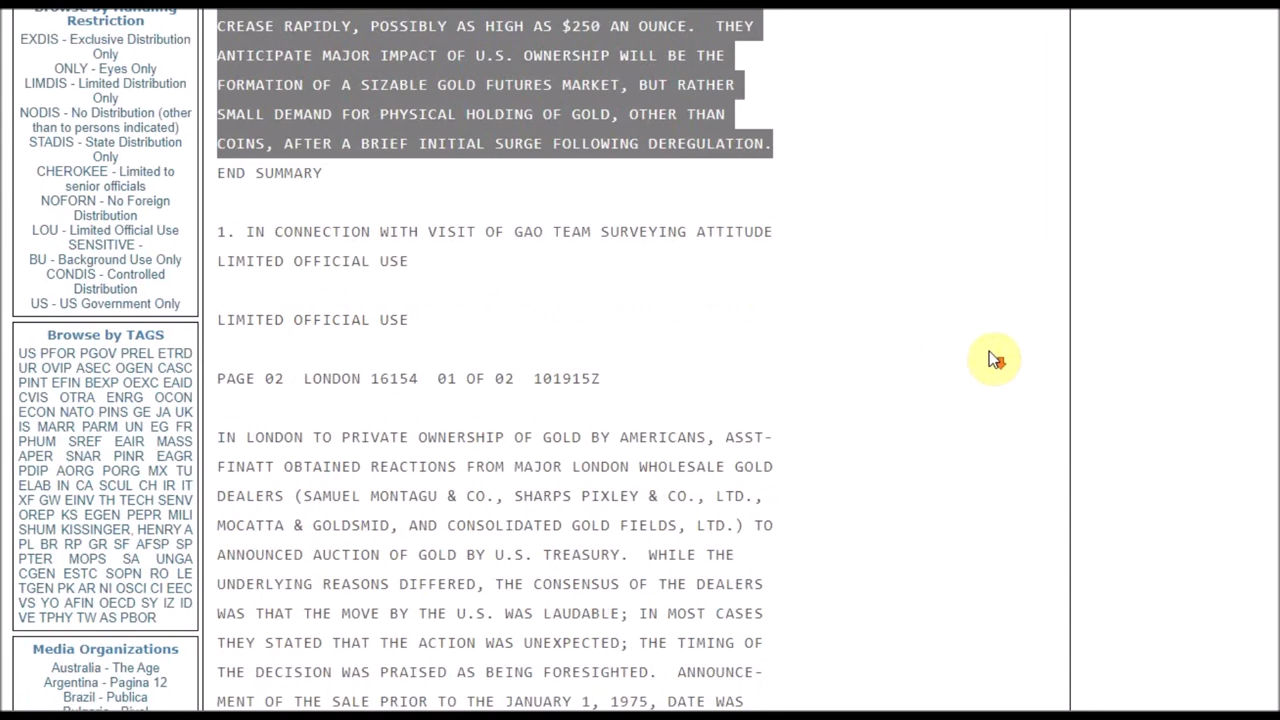 Browse by Handling
Restriction
EXDIS - Exclusive Distribution
Only
ONLY - Eyes Only
LIMDIS - Limited Distribution
Only
NODIS - No Distribution (other
than to persons indicated)
STADIS - State Distribution
Only
CHEROKEE - Limited to
senior officials
NOFORN - No Foreign
Distribution
LOU - Limited Official Use
SENSITIVE -
BU - Background Use Only
CONDIS - Controlled
Distribution
US - US Government Only
Browse by TAGS
US PFOR PGOV PREL ETRD
UR OVIP ASEC OGEN CASC
PINT EFIN BEXP OEXC EAID
CVIS OTRA ENRG OCON
ECON NATO PINS GE JA UK
IS MARR PARM UN EG FR
PHUM SREF EAIR MASS
APER SNAR PINR EAGR
PDIP AORG PORG MX TU
ELAB IN CA SCUL CH IR IT
XF GW EINV TH TECH SENV
OREP KS EGEN PEPR MILI
SHUM KISSINGER, HENRY A
PL BR RP GR SF AFSP SP
PTER MOPS SA UNGA
CGEN ESTC SOPN RO LE
TGEN PK AR NI OSCI CI EEC
VS YO AFIN OECD SY IZ ID
VE TPHY TW AS PBOR
Media Organizations
Australia - The Age
Argentina - Pagina 12
Brazil - Publica
CREASE RAPIDLY, POSSIBLY AS HIGH AS $250 AN OUNCE. THEY
ANTICIPATE MAJOR IMPACT OF U.S. OWNERSHIP WILL BE THE
FORMATION OF A SIZABLE GOLD FUTURES MARKET, BUT RATHER
SMALL DEMAND FOR PHYSICAL HOLDING OF GOLD, OTHER THAN
COINS, AFTER A BRIEF INITIAL SURGE FOLLOWING DEREGULATION.
END SUMMARY
1. IN CONNECTION WITH VISIT OF GAO TEAM SURVEYING ATTITUDE
LIMITED OFFICIAL USE
LIMITED OFFICIAL USE
PAGE 02 LONDON 16154 01 OF 02 101915Z
IN LONDON TO PRIVATE OWNERSHIP OF GOLD BY AMERICANS, ASST-
FINATT OBTAINED REACTIONS FROM MAJOR LONDON WHOLESALE GOLD
DEALERS (SAMUEL MONTAGU & CO., SHARPS PIXLEY & CO., LTD.,
MOCATTA & GOLDSMID, AND CONSOLIDATED GOLD FIELDS, LTD.) TO
ANNOUNCED AUCTION OF GOLD BY U.S. TREASURY. WHILE THE
UNDERLYING REASONS DIFFERED, THE CONSENSUS OF THE DEALERS
WAS THAT THE MOVE BY THE U.S. WAS LAUDABLE; IN MOST CASES
THEY STATED THAT THE ACTION WAS UNEXPECTED; THE TIMING OF
THE DECISION WAS PRAISED AS BEING FORESIGHTED. ANNOUNCE-
MENT OF THE SALE PRIOR TO THE JANUARY 1, 1975, DATE WAS